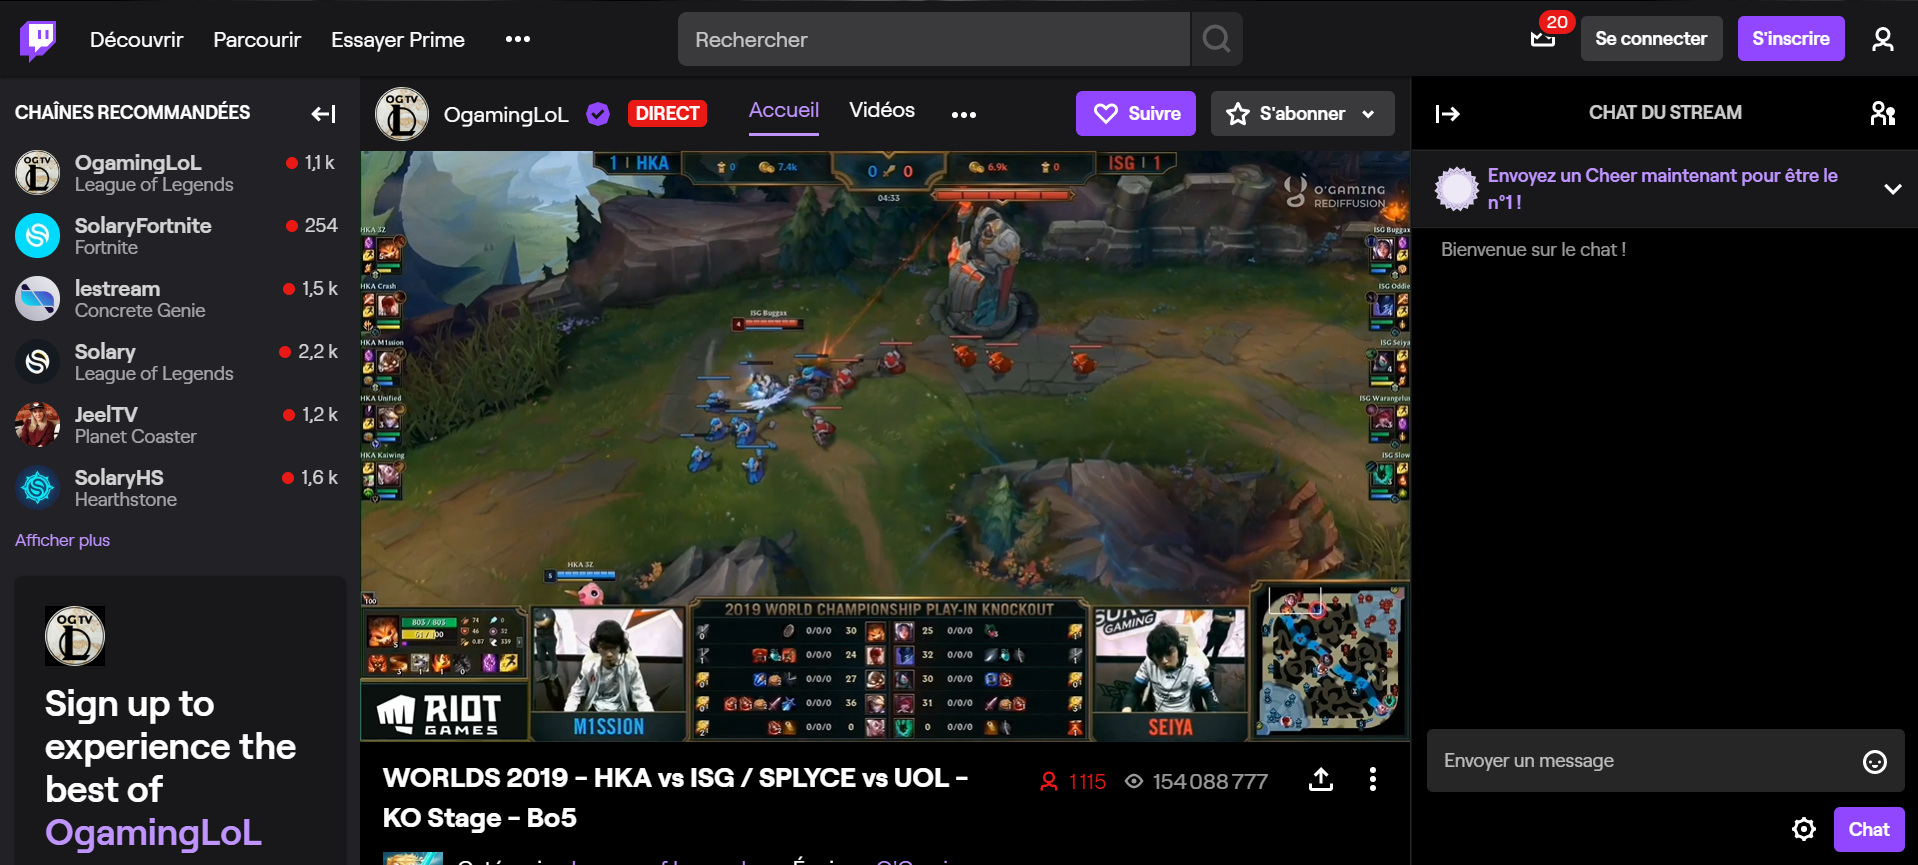 Découvrir
Parcourir
Essayer Prime
Rechercher
20
Se connecter
S'inscrire
CHAÎNES RECOMMANDÉES
OgamingLoL
1,1 k
League of Legends
SolaryFortnite
254
Fortnite
lestream
1,5 k
Concrete Genie
Solary
2,2 k
League of Legends
JeelTV
1,2 k
Planet Coaster
SolaryHS
1,6 k
Hearthstone
Afficher plus
OGTV
Sign up to
experience the
best of
OgamingLoL
OGTV
OgamingLoL
DIRECT
Accueil
Vidéos
Suivre
S'abonner
1 HKA
0
7.4k
0 0
6.9k
0
ISG 1
04:33
O'GAMING
REDIFFUSION
HKA 3Z
HKA Crash
HKA M1ssion
HKA Unified
HKA Kaiwing
ISG Buggax
ISG Buggax
ISG Oddie
ISG Seiya
ISG Warangelus
ISG Slow
HKA 3Z
100
803 / 803
2019 WORLD CHAMPIONSHIP PLAY-IN KNOCKOUT
0/0/0 30 25 0/0/0
0/0/0 24 32 0/0/0
0/0/0 27 30 0/0/0
0/0/0 36 31 0/0/0
0/0/0 0 0 0/0/0
RIOT
GAMES
M1SSION
GAMING
SEIYA
WORLDS 2019 - HKA vs ISG / SPLYCE vs UOL -
KO Stage - Bo5
1 115
154 088 777
CHAT DU STREAM
Envoyez un Cheer maintenant pour être le
n°1 !
Bienvenue sur le chat !
Envoyer un message
Chat